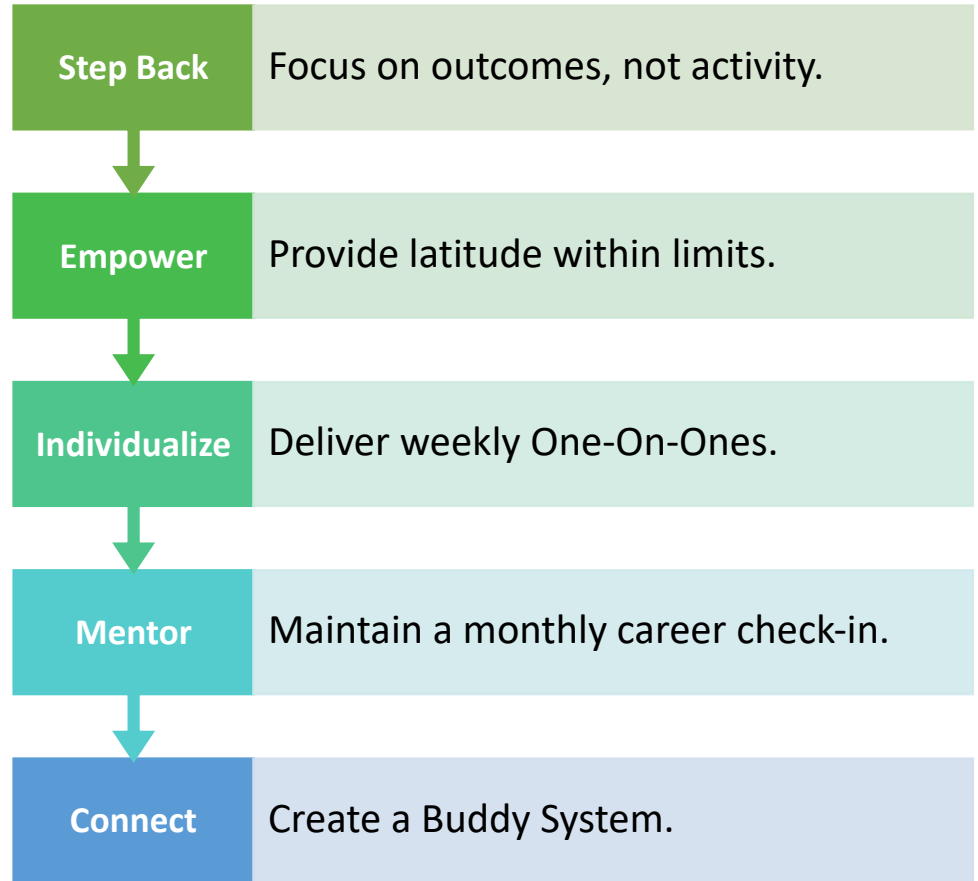 Step Back
Focus on outcomes, not activity.
Empower
Provide latitude within limits.
Individualize
Deliver weekly One-On-Ones.
Mentor
Maintain a monthly career check-in.
Connect
Create a Buddy System.